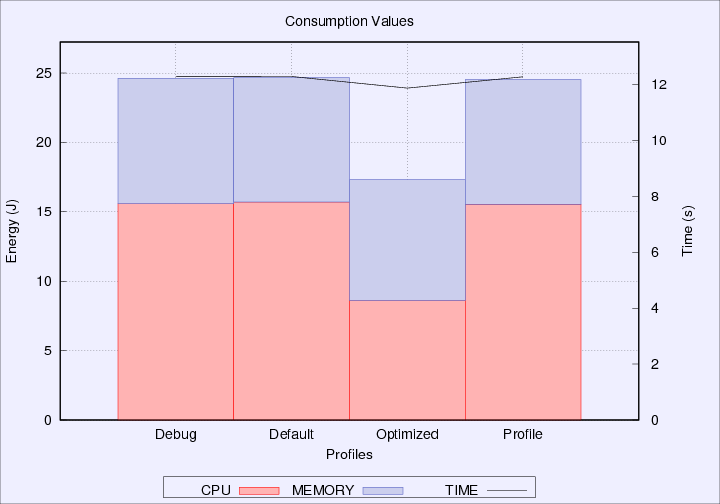 Consumption Values
Energy (J)
25
20
15
10
5
0
12
10
8
6
4
2
0
Time (s)
Debug Default Optimized Profile
Profiles
CPU MEMORY TIME